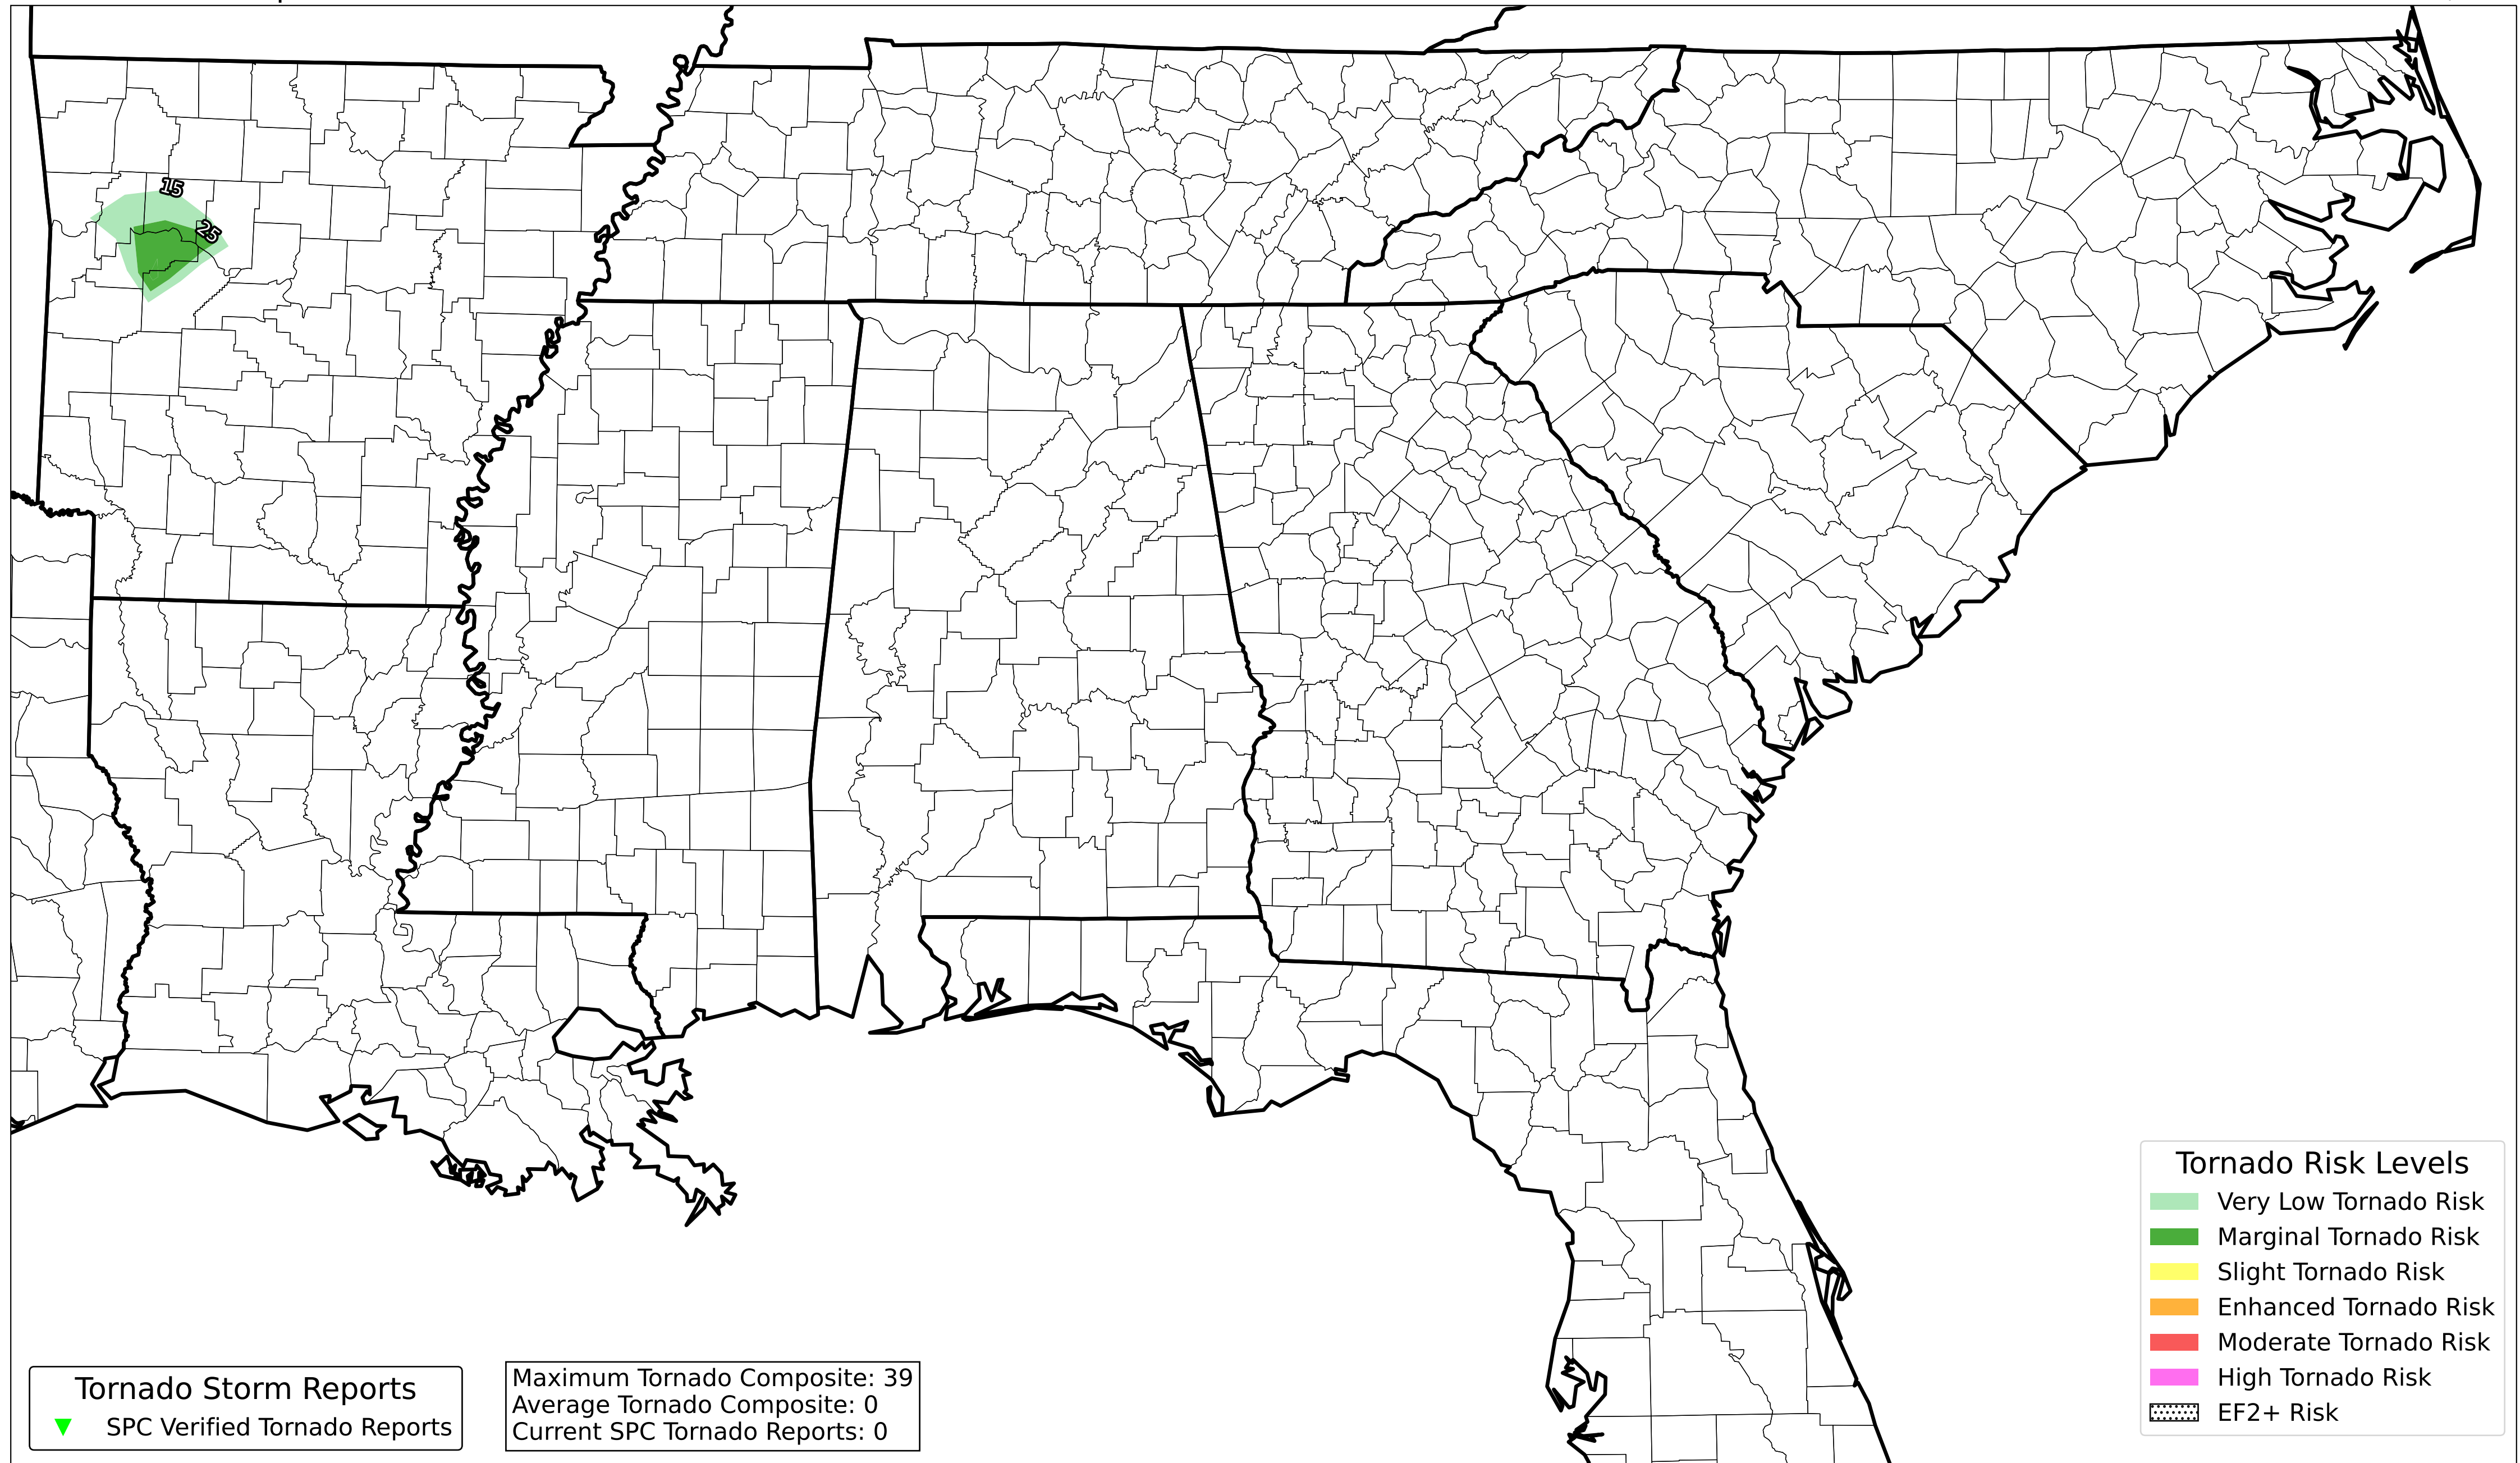 15
25
Tornado Risk Levels
Very Low Tornado Risk
Marginal Tornado Risk
Slight Tornado Risk
Enhanced Tornado Risk
Moderate Tornado Risk
High Tornado Risk
EF2+ Risk
Tornado Storm Reports
SPC Verified Tornado Reports
Maximum Tornado Composite: 39
Average Tornado Composite: 0
Current SPC Tornado Reports: 0